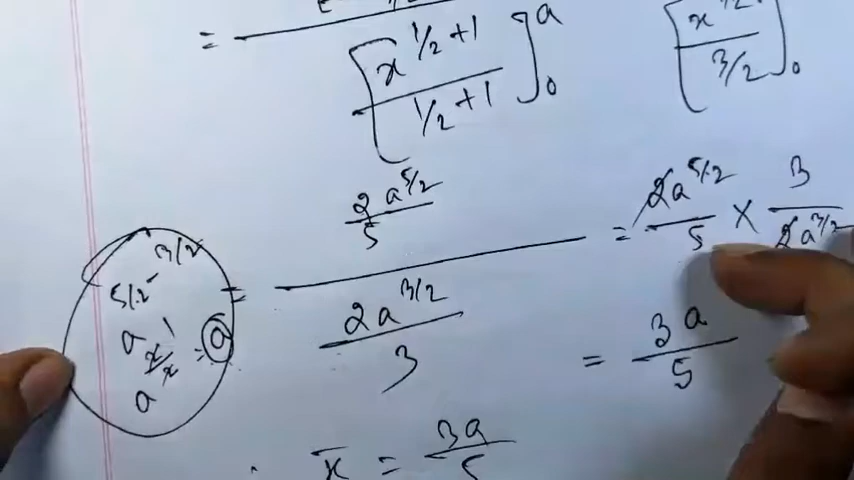 = [x^{1/2+1} / 1/2+1]_0^a [x / 3/2]_0
= (2a^{5/2} / 5) / (2a^{3/2} / 3) = 2a^{5/2} / 5 × 3 / 2a^{3/2}
5/2 - 3/2
a^{2/2} = a
a
= 3a / 5
∴ x̄ = 3a / 5